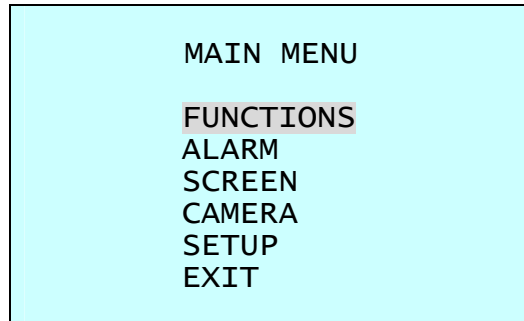 MAIN MENU
FUNCTIONS
ALARM
SCREEN
CAMERA
SETUP
EXIT